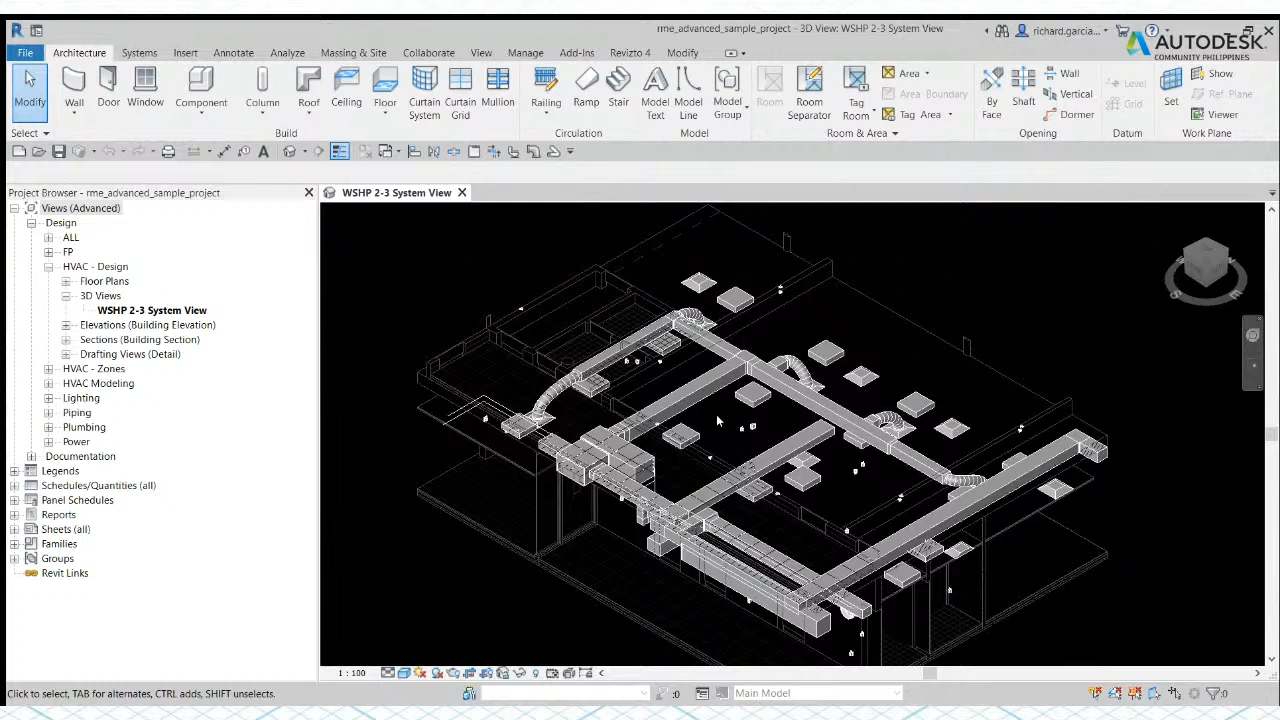 rme_advanced_sample_project - 3D View: WSHP 2-3 System View
richard.garcia...
AUTODESK
COMMUNITY PHILIPPINES
File Architecture Systems Insert Annotate Analyze Massing & Site Collaborate View Manage Add-Ins Revizto 4 Modify
Modify Wall Door Window Component Column Roof Ceiling Floor Curtain System Curtain Grid Mullion Railing Ramp Stair Model Text Model Line Model Group Room Room Separator Tag Room Area Area Boundary Tag Area By Face Shaft Wall Vertical Dormer Level Grid Set Show Ref Plane Viewer
Select Build Circulation Model Room & Area Opening Datum Work Plane
Project Browser - rme_advanced_sample_project
WSHP 2-3 System View
Views (Advanced)
Design
ALL
FP
HVAC - Design
Floor Plans
3D Views
WSHP 2-3 System View
Elevations (Building Elevation)
Sections (Building Section)
Drafting Views (Detail)
HVAC - Zones
HVAC Modeling
Lighting
Piping
Plumbing
Power
Documentation
Legends
Schedules/Quantities (all)
Panel Schedules
Reports
Sheets (all)
Families
Groups
Revit Links
1 : 100
Click to select, TAB for alternates, CTRL adds, SHIFT unselects.
:0
Main Model
:0